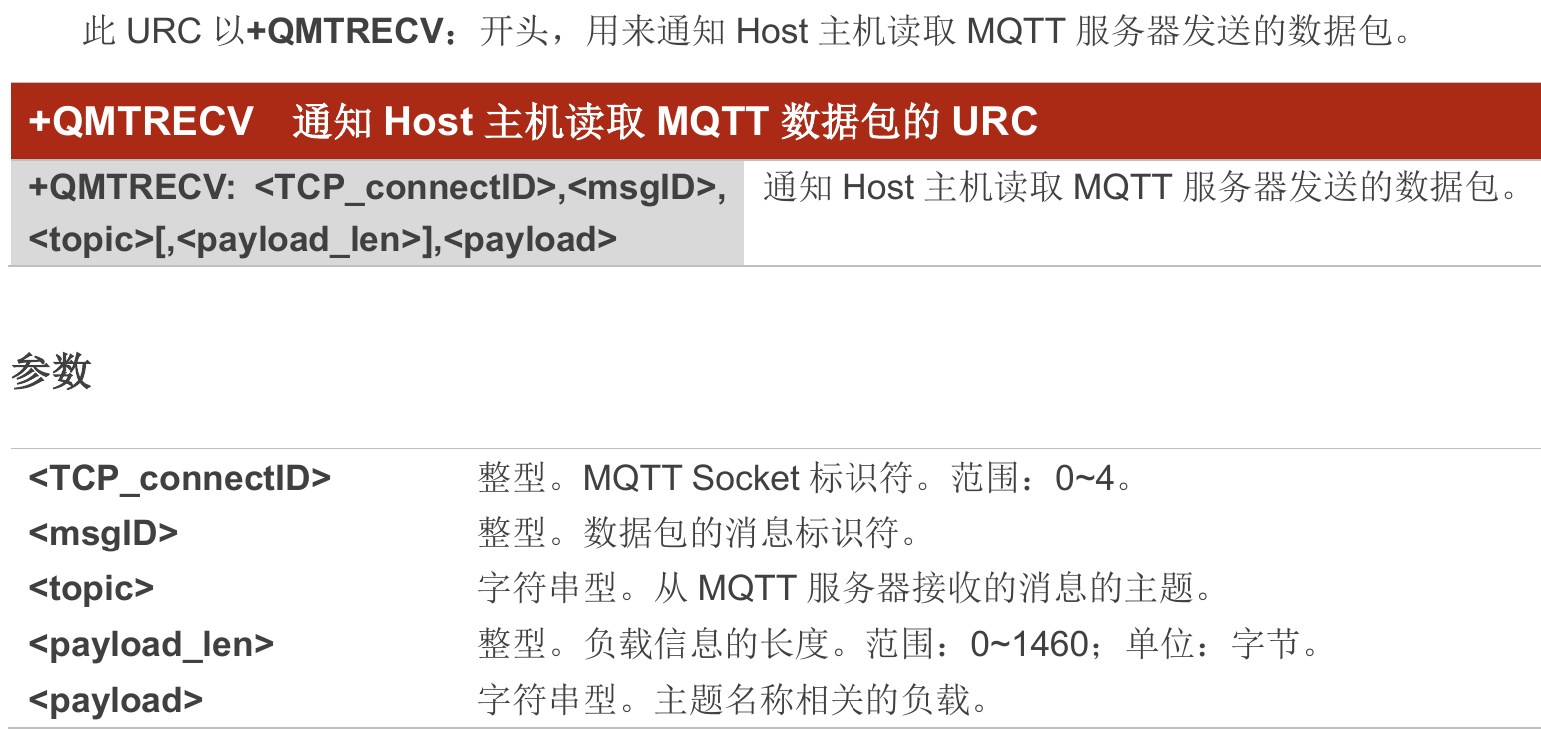 此 URC 以+QMTRECV：开头，用来通知 Host 主机读取 MQTT 服务器发送的数据包。
+QMTRECV 通知 Host 主机读取 MQTT 数据包的 URC
+QMTRECV: <TCP_connectID>,<msgID>, 通知 Host 主机读取 MQTT 服务器发送的数据包。
<topic>[,<payload_len>],<payload>
参数
<TCP_connectID> 整型。MQTT Socket 标识符。范围：0~4。
<msgID> 整型。数据包的消息标识符。
<topic> 字符串型。从 MQTT 服务器接收的消息的主题。
<payload_len> 整型。负载信息的长度。范围：0~1460；单位：字节。
<payload> 字符串型。主题名称相关的负载。